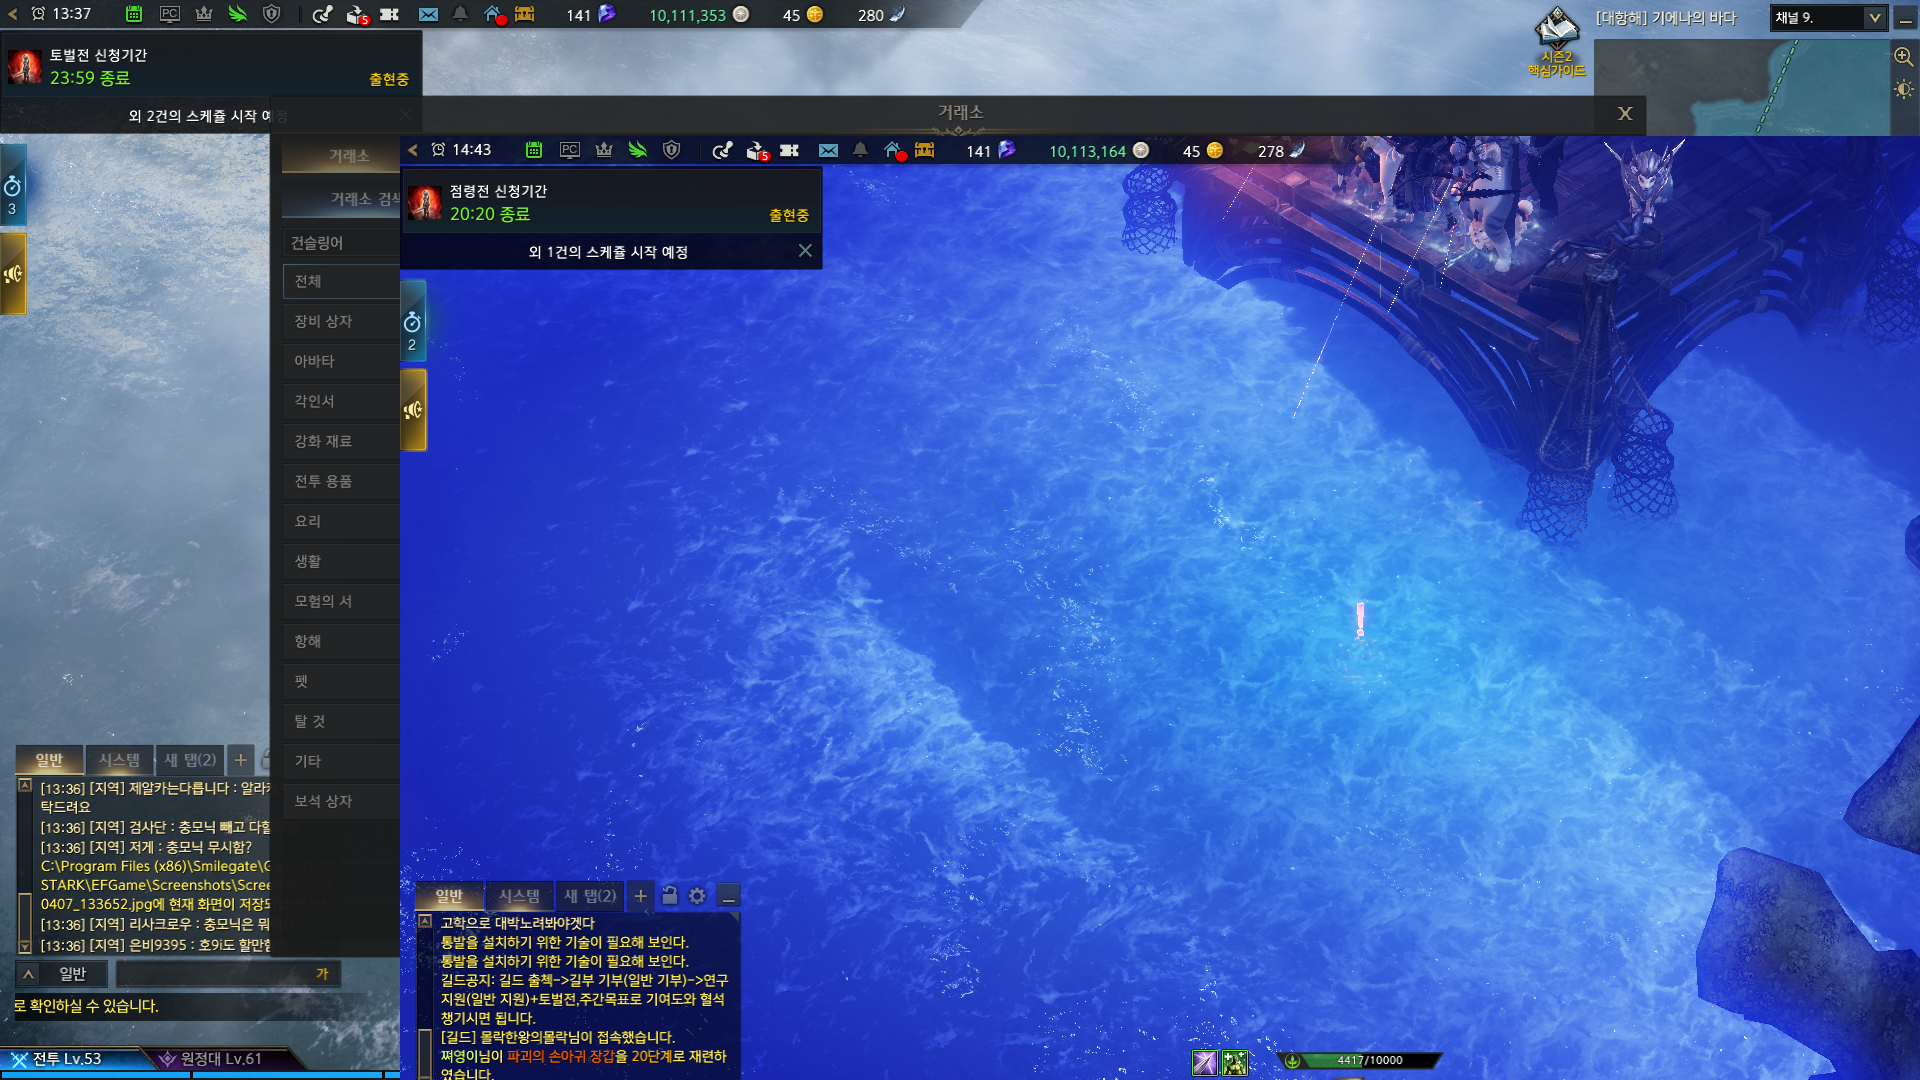 13:37
PC
5
141
10,111,353
45
280
시즌2
핵심가이드
[대항해] 기에나의 바다
채널 9.
토벌전 신청기간
23:59 종료
출현중
외 2건의 스케쥴 시작 예정
거래소
X
3
거래소
거래소 검색
건슬링어
전체
장비 상자
아바타
각인서
강화 재료
전투 용품
요리
생활
모험의 서
항해
펫
탈 것
기타
보석 상자
일반
시스템
새 탭(2)
+
[13:36] [지역] 제알카는다릅니다 : 알라
탁드려요
[13:36] [지역] 검사단 : 충모닉 빼고 다할
[13:36] [지역] 저게 : 충모닉 무시함?
C:\Program Files (x86)\Smilegate\G
STARK\EFGame\Screenshots\Scree
0407_133652.jpg에 현재 화면이 저장되
[13:36] [지역] 리사크로우 : 충모닉은 뭐
[13:36] [지역] 은비9395 : 호9i도 할만함
일반
가
로 확인하실 수 있습니다.
전투 Lv.53
원정대 Lv.61
14:43
PC
5
141
10,113,164
45
278
점령전 신청기간
20:20 종료
출현중
외 1건의 스케쥴 시작 예정
2
일반
시스템
새 탭(2)
+
고학으로 대박노려봐야겟다
통발을 설치하기 위한 기술이 필요해 보인다.
통발을 설치하기 위한 기술이 필요해 보인다.
길드공지: 길드 출첵->길부 기부(일반 기부)->연구
지원(일반 지원)+토벌전,주간목표로 기여도와 혈석
챙기시면 됩니다.
[길드] 몰락한왕의몰락님이 접속했습니다.
쪄영이님이 파괴의 손아귀 장갑을 20단계로 재련하
였습니다.
4417/10000